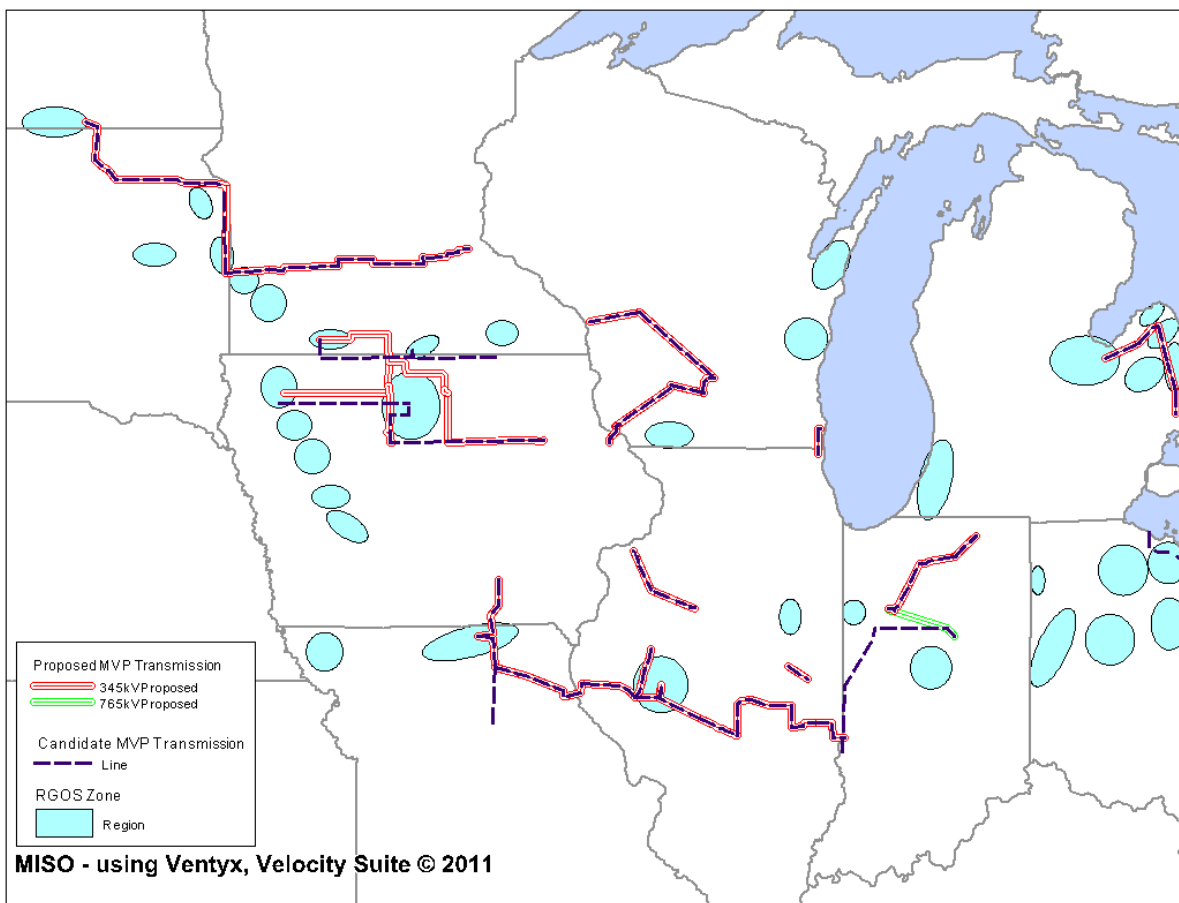 Proposed MVP Transmission
345kVProposed
765kVProposed
Candidate MVP Transmission
Line
RGOS Zone
Region
MISO - using Ventyx, Velocity Suite © 2011